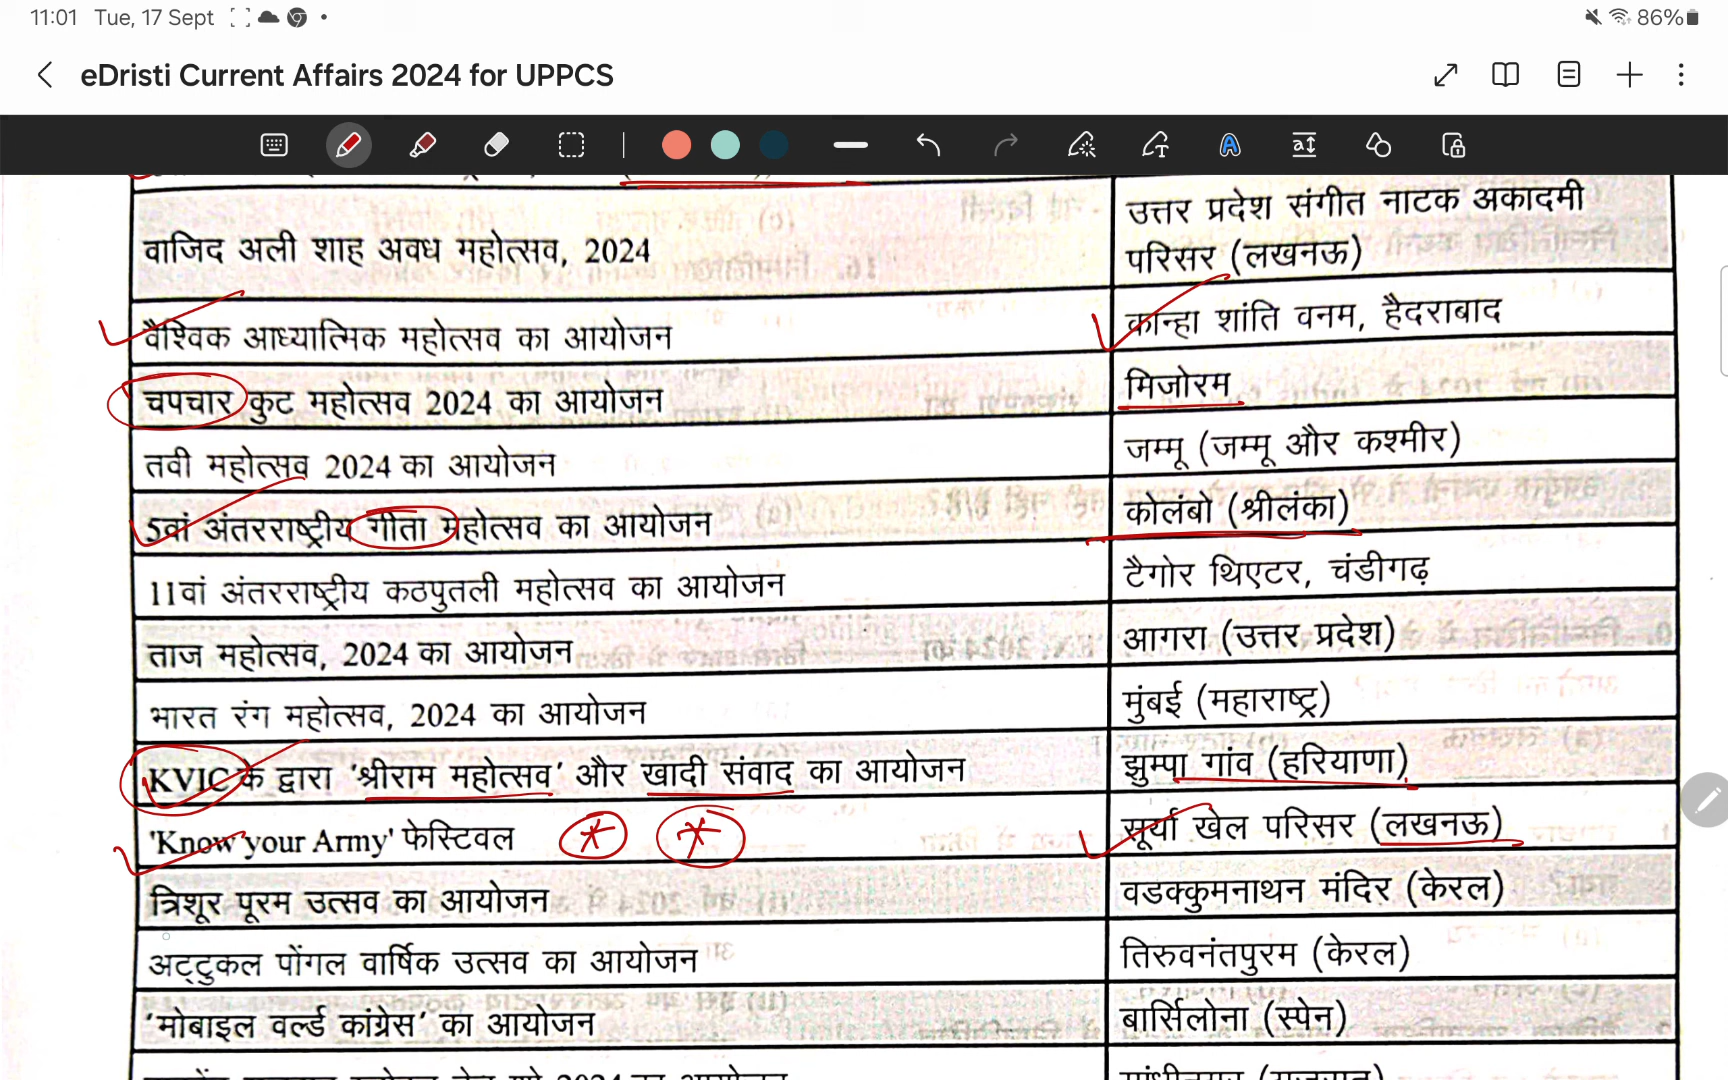 11:01 Tue, 17 Sept
86%
eDristi Current Affairs 2024 for UPPCS
वाजिद अली शाह अवध महोत्सव, 2024
उत्तर प्रदेश संगीत नाटक अकादमी
परिसर (लखनऊ)
वैश्विक आध्यात्मिक महोत्सव का आयोजन
कान्हा शांति वनम, हैदराबाद
चपचार कुट महोत्सव 2024 का आयोजन
मिजोरम
तवी महोत्सव 2024 का आयोजन
जम्मू (जम्मू और कश्मीर)
5वां अंतरराष्ट्रीय गीता महोत्सव का आयोजन
कोलंबो (श्रीलंका)
11वां अंतरराष्ट्रीय कठपुतली महोत्सव का आयोजन
टैगोर थिएटर, चंडीगढ़
ताज महोत्सव, 2024 का आयोजन
आगरा (उत्तर प्रदेश)
भारत रंग महोत्सव, 2024 का आयोजन
मुंबई (महाराष्ट्र)
KVIC के द्वारा 'श्रीराम महोत्सव' और खादी संवाद का आयोजन
झुम्पा गांव (हरियाणा)
'Know your Army' फेस्टिवल
सूर्या खेल परिसर (लखनऊ)
त्रिशूर पूरम उत्सव का आयोजन
वडक्कुमनाथन मंदिर (केरल)
अट्टुकल पोंगल वार्षिक उत्सव का आयोजन
तिरुवनंतपुरम (केरल)
'मोबाइल वर्ल्ड कांग्रेस' का आयोजन
बार्सिलोना (स्पेन)